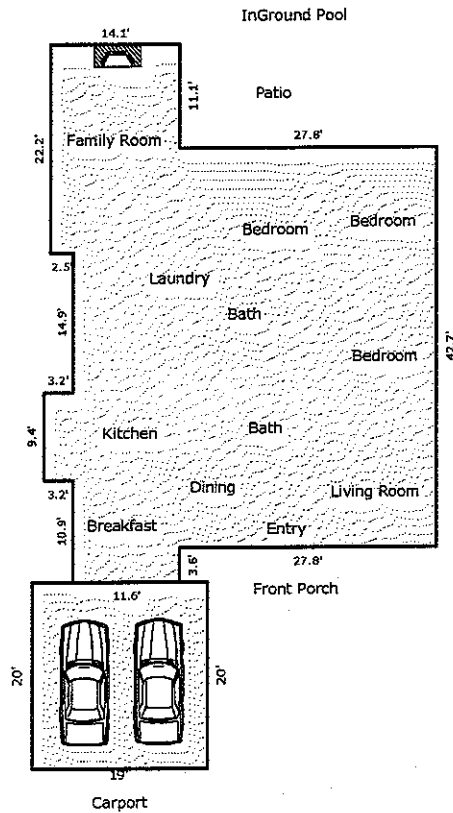 InGround Pool
14.1'
11.1'
Patio
22.2'
Family Room
27.8'
Bedroom
Bedroom
2.5'
Laundry
14.9'
Bath
42.7'
Bedroom
3.2'
9.4'
Kitchen
Bath
3.2'
Dining
Living Room
10.9'
Breakfast
Entry
3.6'
27.8'
11.6'
Front Porch
20'
20'
19'
Carport